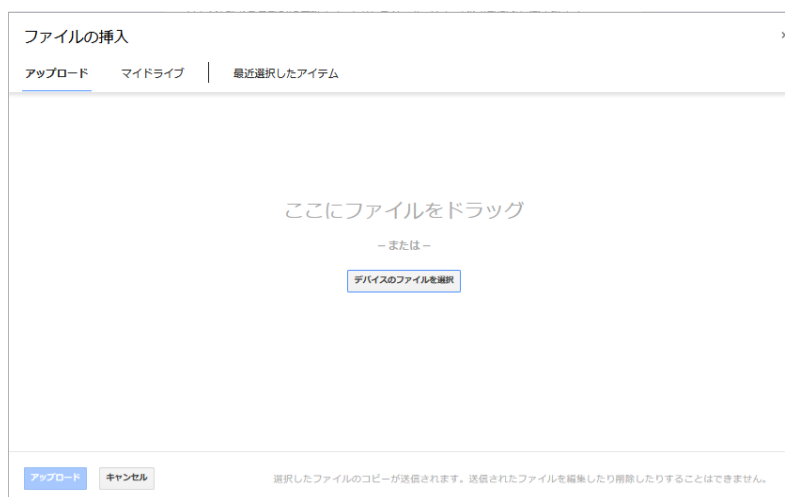 ファイルの挿入
アップロード マイドライブ 最近選択したアイテム
ここにファイルをドラッグ
– または –
デバイスのファイルを選択
アップロード キャンセル 選択したファイルのコピーが送信されます。送信されたファイルを編集したり削除したりすることはできません。